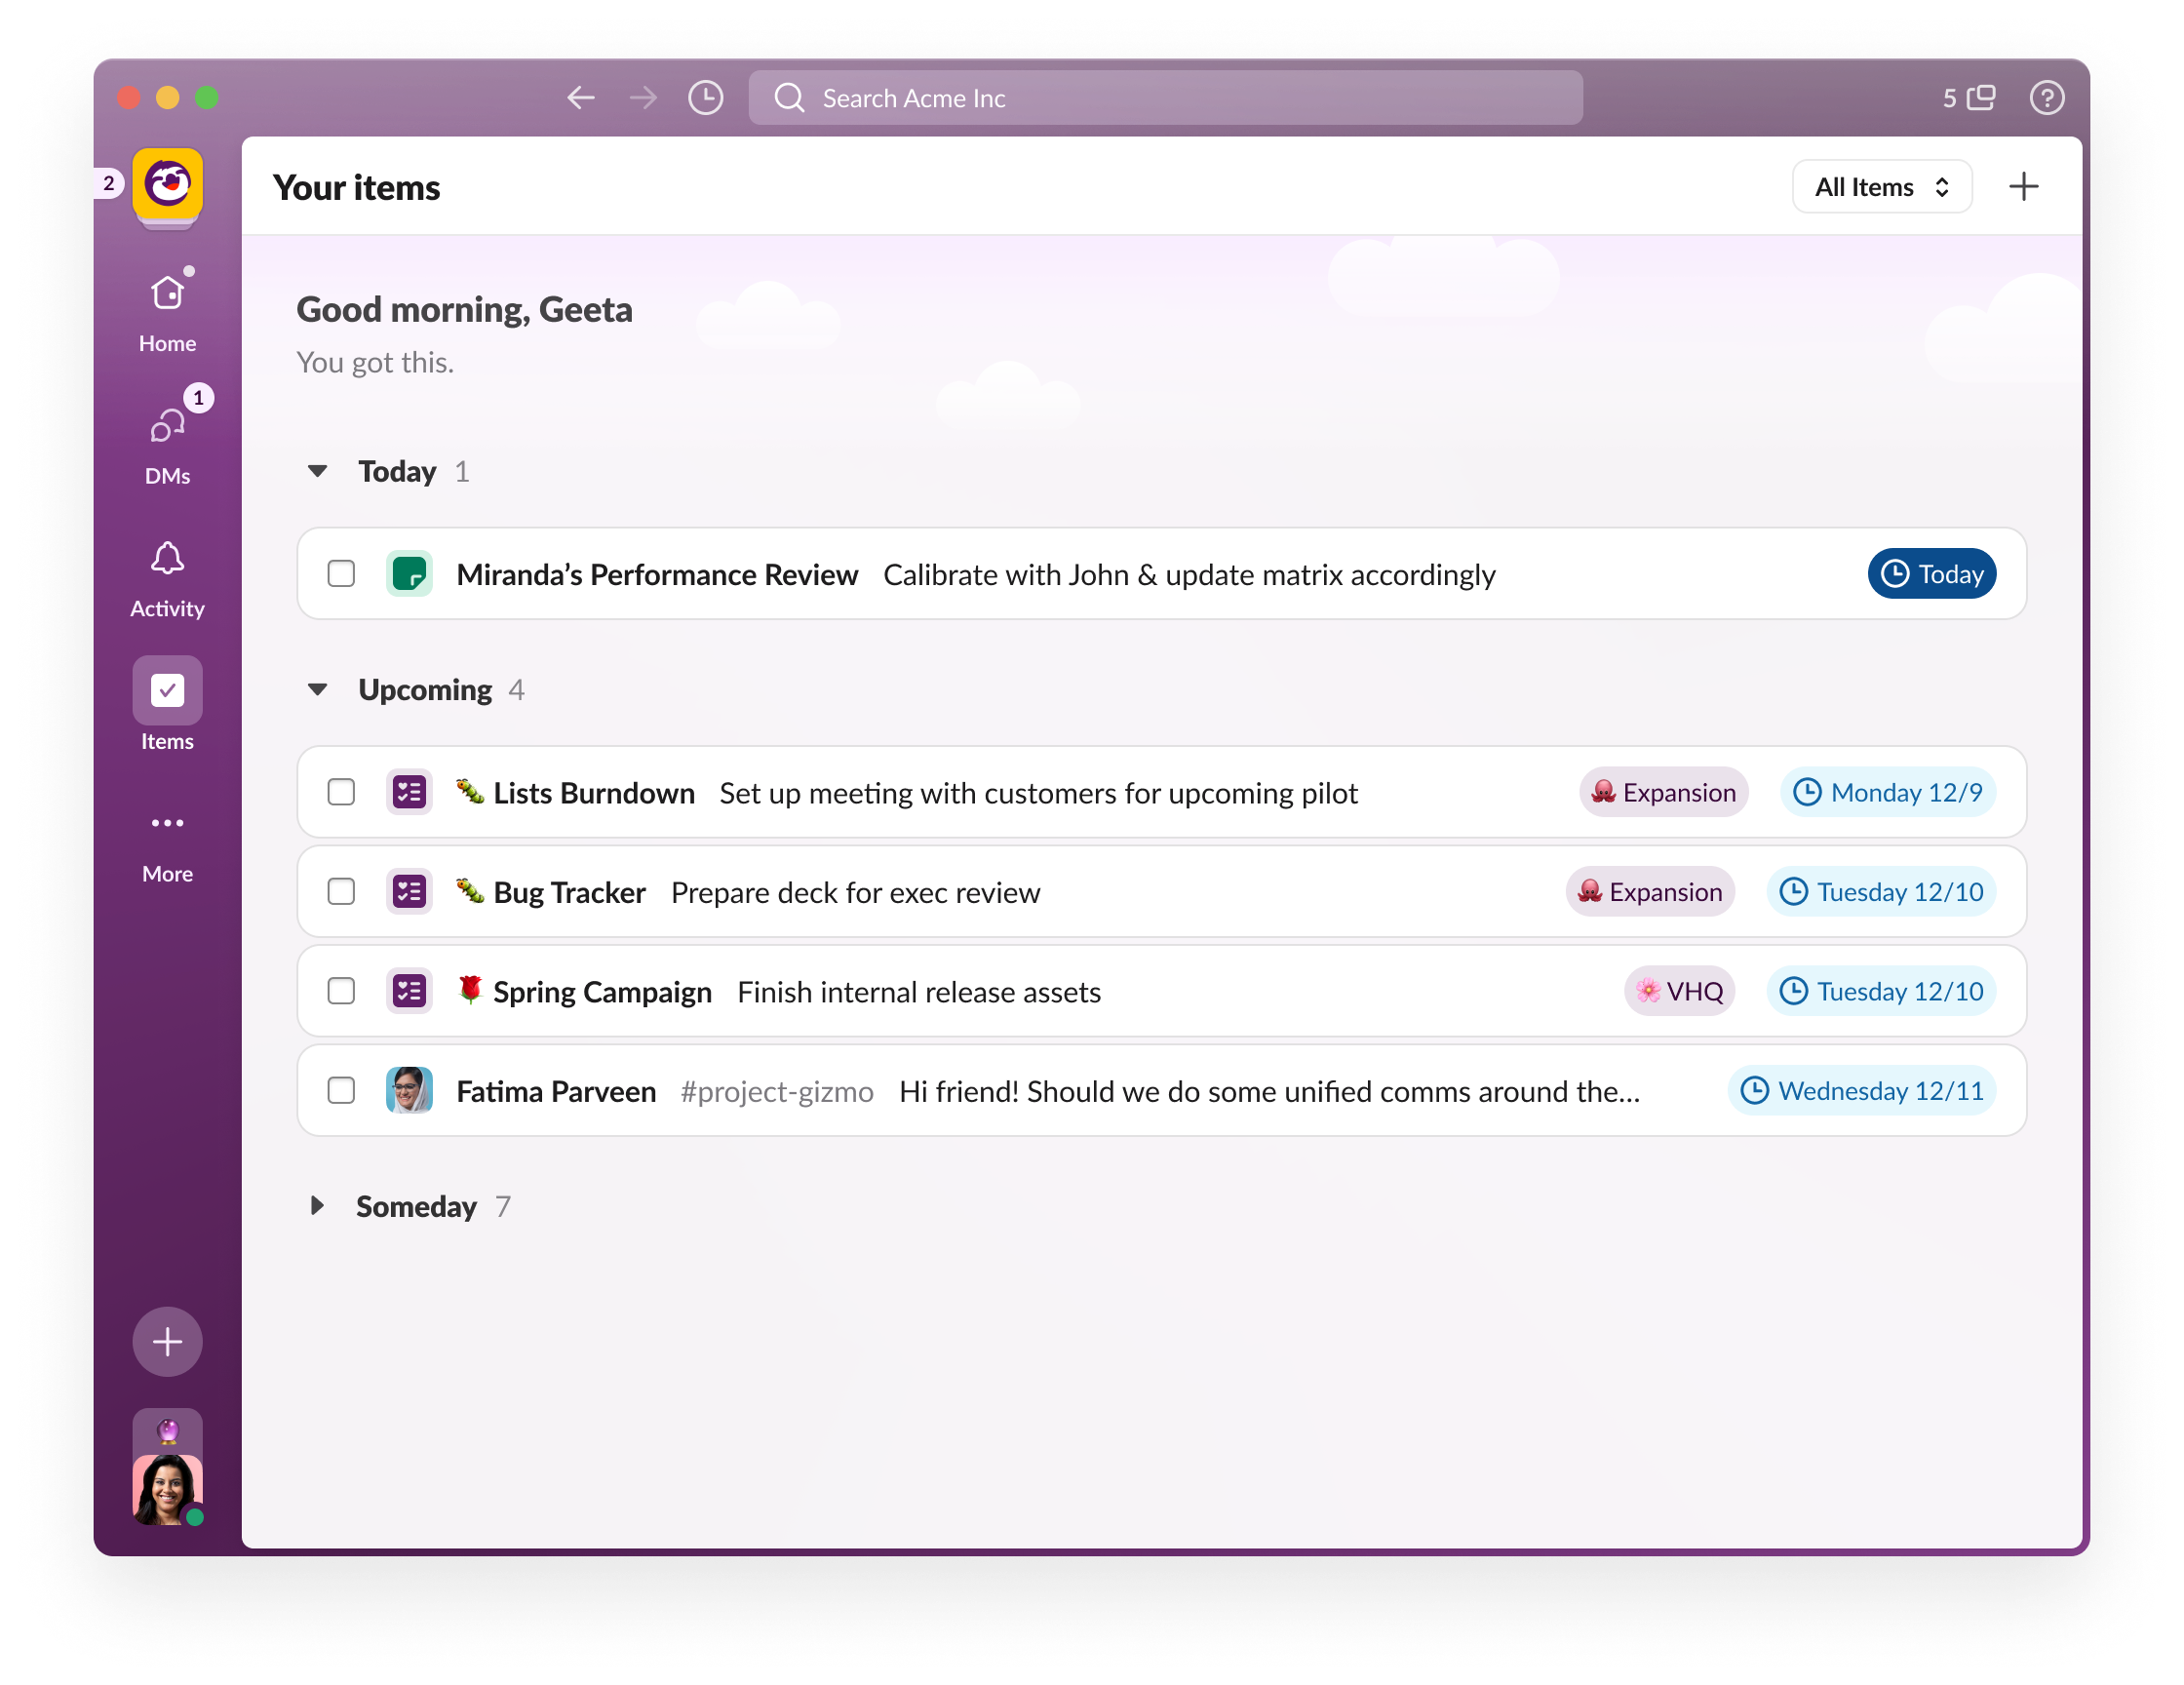 Search Acme Inc
5
2
Your items
All Items
Home
Good morning, Geeta
You got this.
1
DMs
Today 1
Activity
Miranda’s Performance Review Calibrate with John & update matrix accordingly Today
Upcoming 4
Items
Lists Burndown Set up meeting with customers for upcoming pilot Expansion Monday 12/9
More
Bug Tracker Prepare deck for exec review Expansion Tuesday 12/10
Spring Campaign Finish internal release assets VHQ Tuesday 12/10
Fatima Parveen #project-gizmo Hi friend! Should we do some unified comms around the... Wednesday 12/11
Someday 7